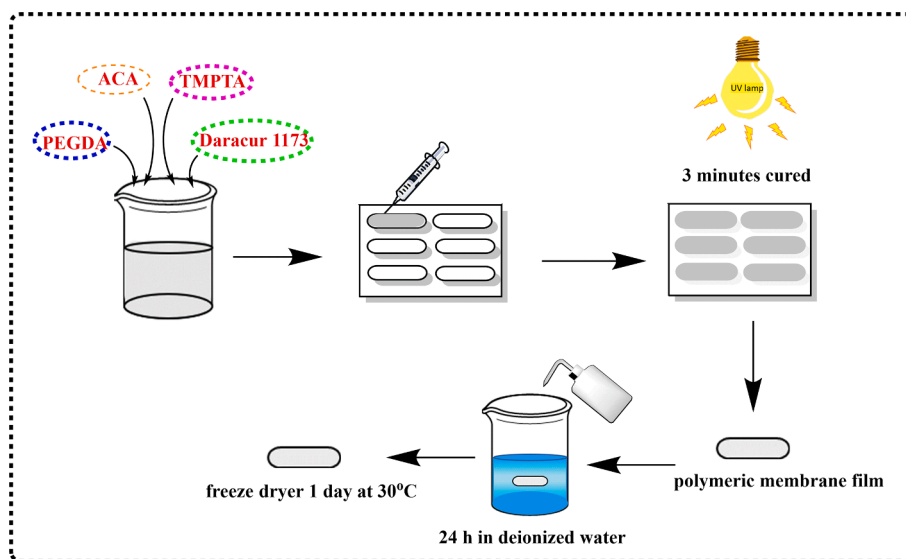 ACA
TMPTA
PEGDA
Daracur 1173
UV lamp
3 minutes cured
polymeric membrane film
24 h in deionized water
freeze dryer 1 day at 30°C